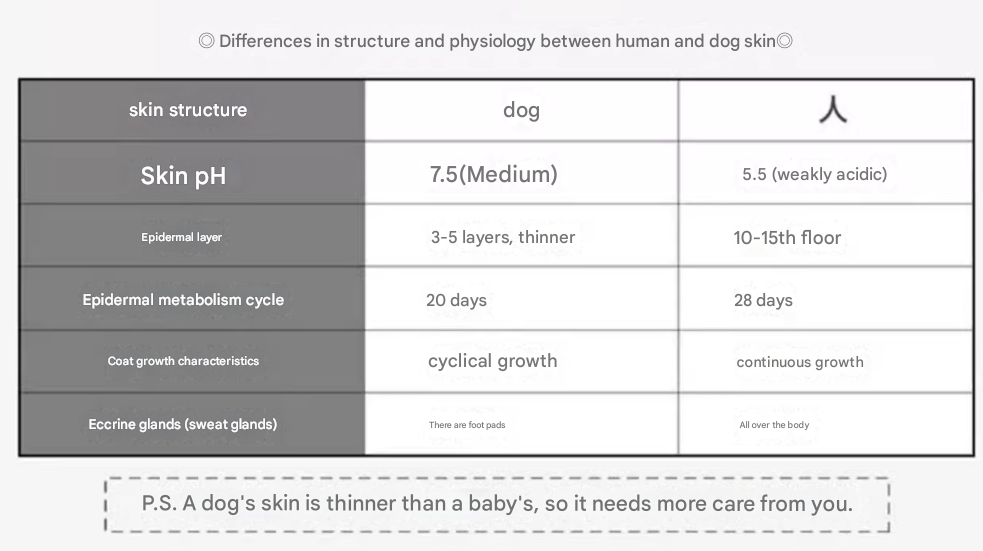 ◎ Differences in structure and physiology between human and dog skin◎
skin structure dog 人
Skin pH 7.5(Medium) 5.5 (weakly acidic)
Epidermal layer 3-5 layers, thinner 10-15th floor
Epidermal metabolism cycle 20 days 28 days
Coat growth characteristics cyclical growth continuous growth
Eccrine glands (sweat glands) There are foot pads All over the body
P.S. A dog's skin is thinner than a baby's, so it needs more care from you.